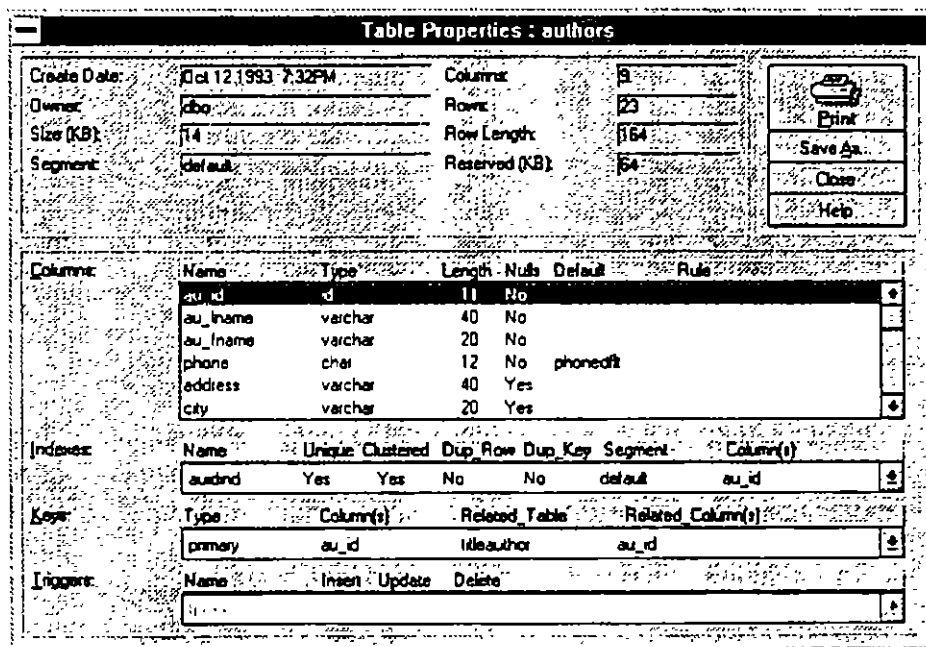 Table Properties : authors
Create Date: Oct 12 1993 7:32PM Columns: 9
Owner: dbo Rows: 23
Size (KB): 14 Row Length: 164
Segment: default Reserved (KB): 64
Print
Save As...
Close
Help
Columns: Name Type Length Nulls Default Rule
au_id id 11 No
au_lname varchar 40 No
au_fname varchar 20 No
phone char 12 No phonedflt
address varchar 40 Yes
city varchar 20 Yes
Indexes: Name Unique Clustered Dup_Row Dup_Key Segment Column(s)
auidind Yes Yes No No default au_id
Keys: Type Column(s) Related_Table Related_Column(s)
primary au_id titleauthor au_id
Triggers: Name Insert Update Delete